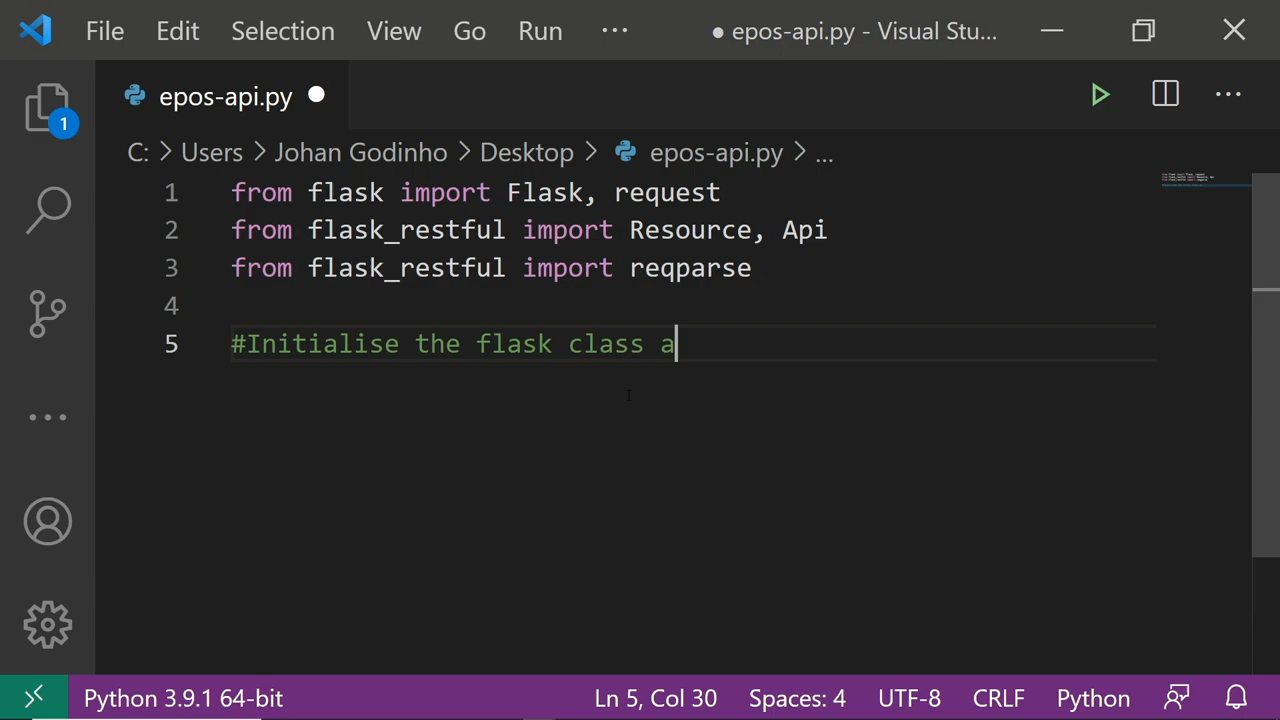 File Edit Selection View Go Run ··· ● epos-api.py - Visual Stu...
epos-api.py
1
C: > Users > Johan Godinho > Desktop > epos-api.py > ...
1 from flask import Flask, request
2 from flask_restful import Resource, Api
3 from flask_restful import reqparse
4
5 #Initialise the flask class a
Python 3.9.1 64-bit Ln 5, Col 30 Spaces: 4 UTF-8 CRLF Python